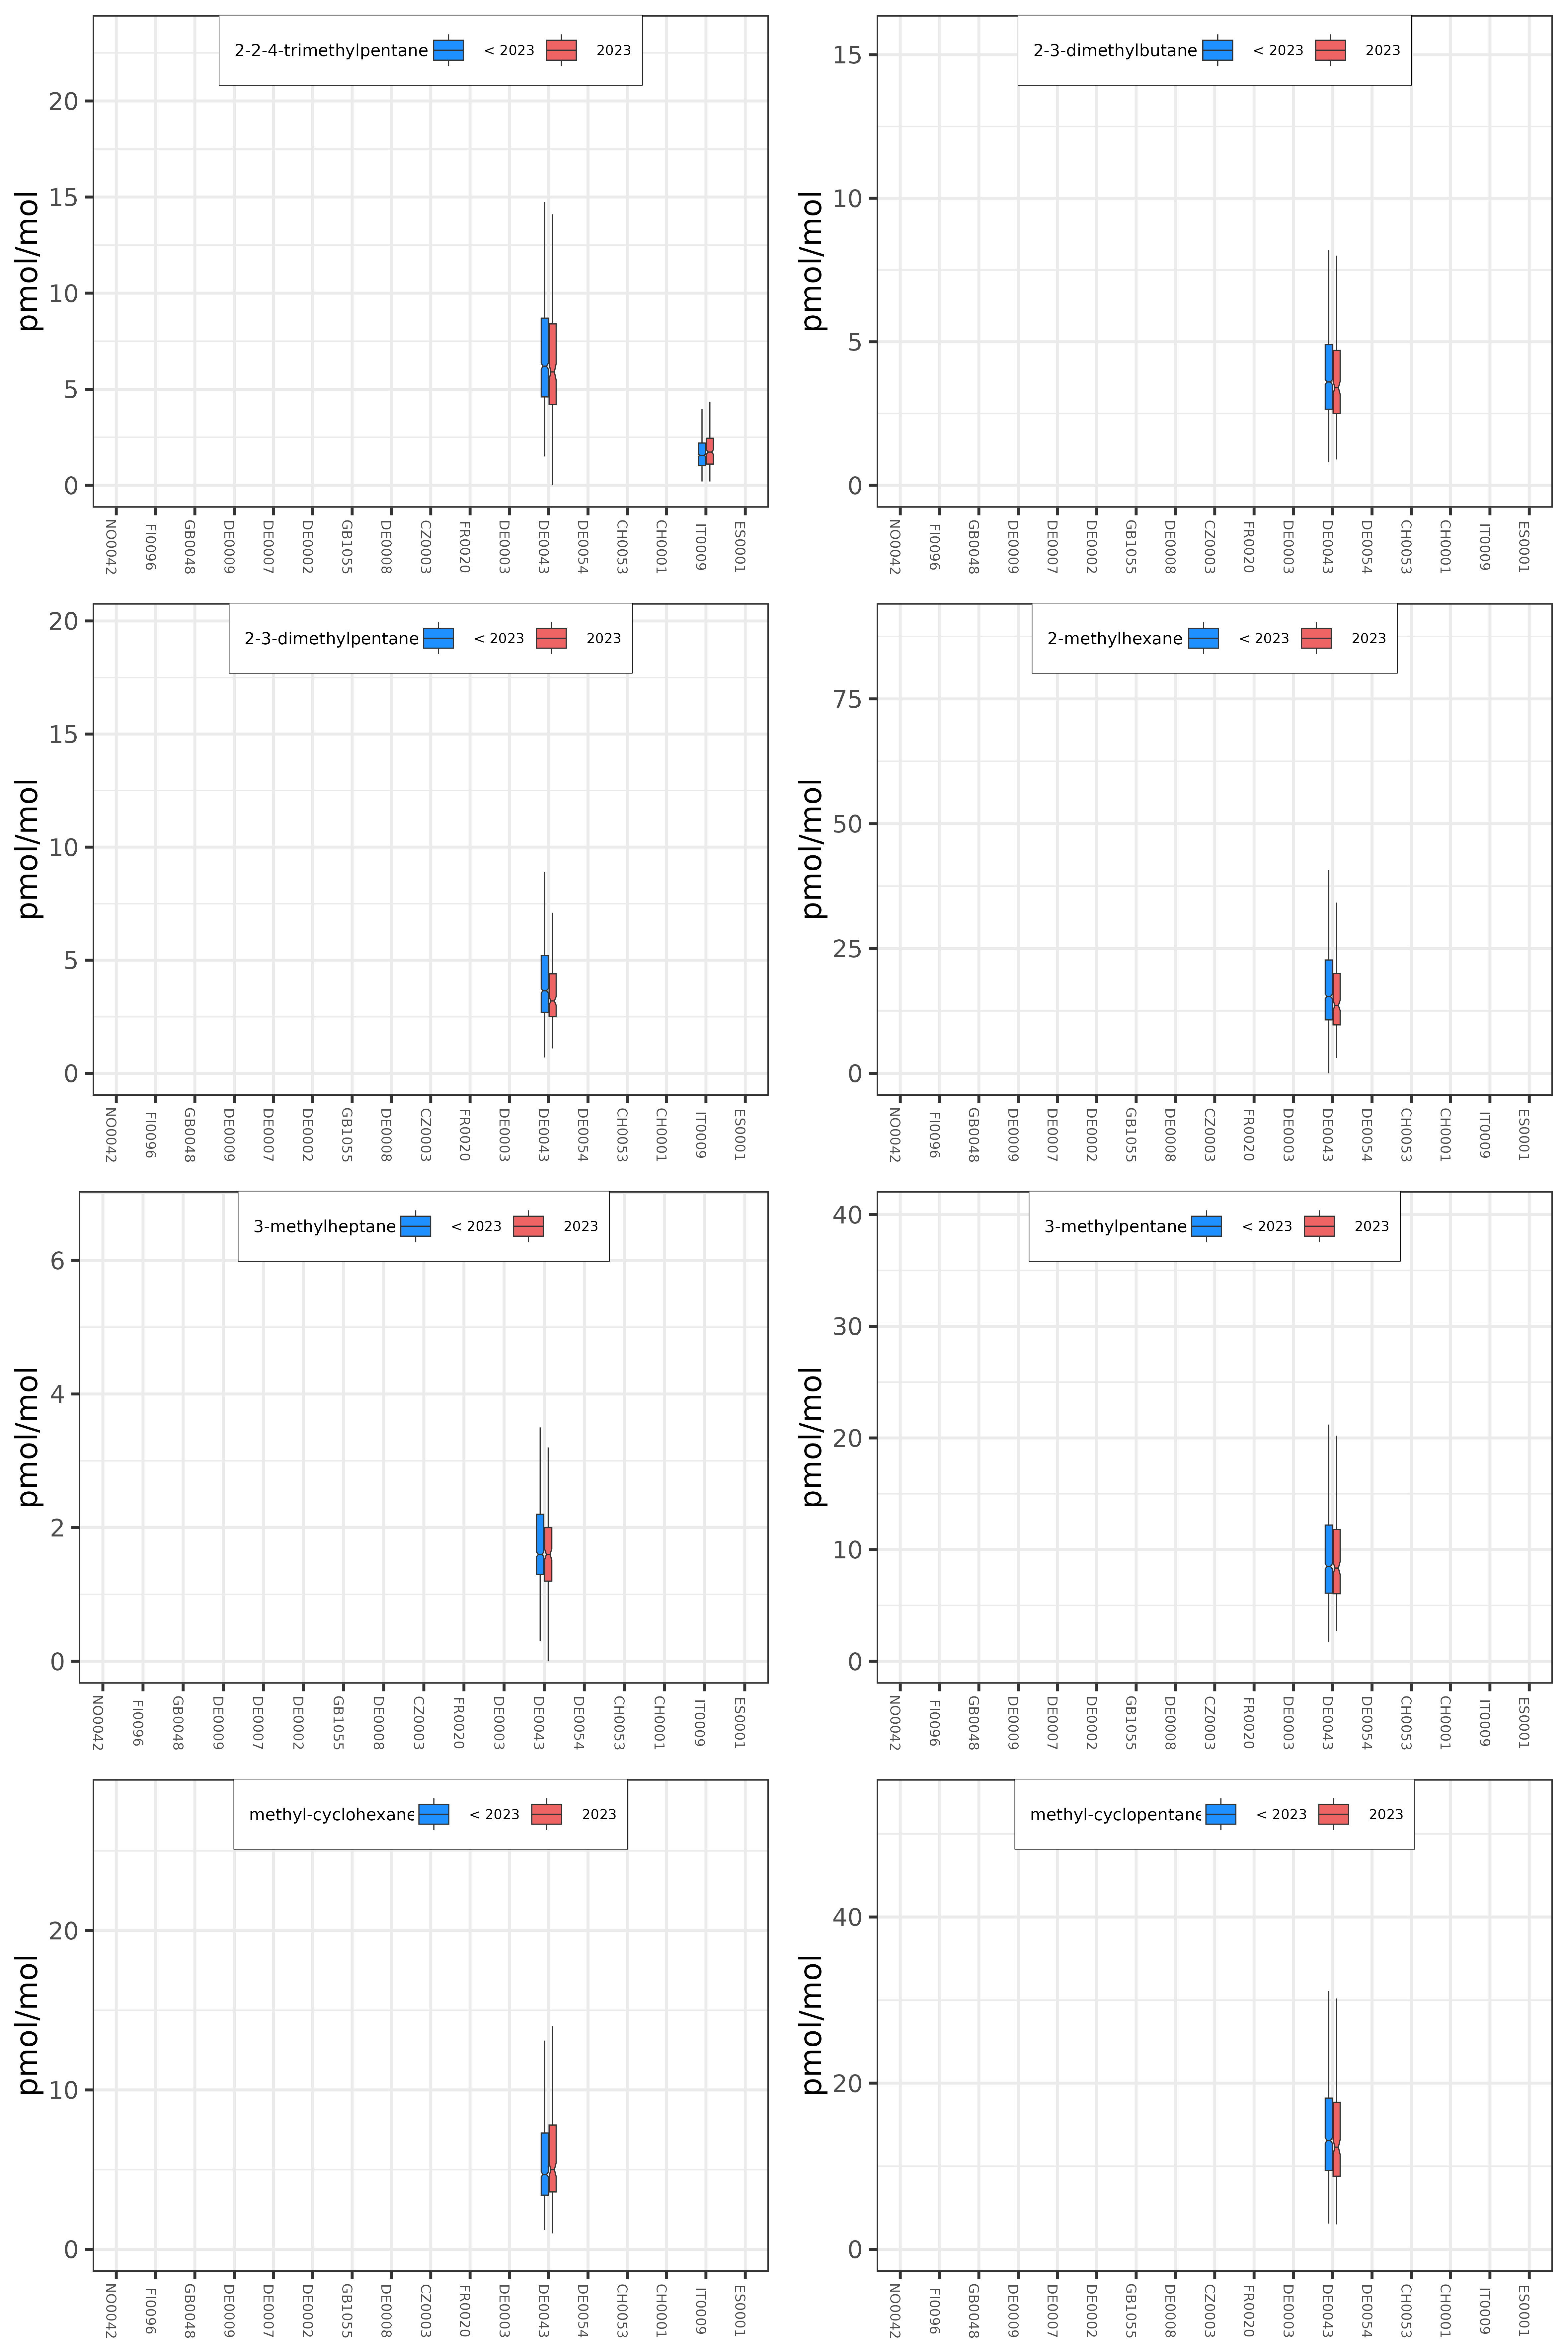 2-2-4-trimethylpentane < 2023 2023
pmol/mol
20
15
10
5
0
NO0042 FI0096 GB0048 DE0009 DE0007 DE0002 GB1055 DE0008 CZ0003 FR0020 DE0003 DE0043 DE0054 CH0053 CH0001 IT0009 ES0001
2-3-dimethylbutane < 2023 2023
pmol/mol
15
10
5
0
NO0042 FI0096 GB0048 DE0009 DE0007 DE0002 GB1055 DE0008 CZ0003 FR0020 DE0003 DE0043 DE0054 CH0053 CH0001 IT0009 ES0001
2-3-dimethylpentane < 2023 2023
pmol/mol
20
15
10
5
0
NO0042 FI0096 GB0048 DE0009 DE0007 DE0002 GB1055 DE0008 CZ0003 FR0020 DE0003 DE0043 DE0054 CH0053 CH0001 IT0009 ES0001
2-methylhexane < 2023 2023
pmol/mol
75
50
25
0
NO0042 FI0096 GB0048 DE0009 DE0007 DE0002 GB1055 DE0008 CZ0003 FR0020 DE0003 DE0043 DE0054 CH0053 CH0001 IT0009 ES0001
3-methylheptane < 2023 2023
pmol/mol
6
4
2
0
NO0042 FI0096 GB0048 DE0009 DE0007 DE0002 GB1055 DE0008 CZ0003 FR0020 DE0003 DE0043 DE0054 CH0053 CH0001 IT0009 ES0001
3-methylpentane < 2023 2023
pmol/mol
40
30
20
10
0
NO0042 FI0096 GB0048 DE0009 DE0007 DE0002 GB1055 DE0008 CZ0003 FR0020 DE0003 DE0043 DE0054 CH0053 CH0001 IT0009 ES0001
methyl-cyclohexane < 2023 2023
pmol/mol
20
10
0
NO0042 FI0096 GB0048 DE0009 DE0007 DE0002 GB1055 DE0008 CZ0003 FR0020 DE0003 DE0043 DE0054 CH0053 CH0001 IT0009 ES0001
methyl-cyclopentane < 2023 2023
pmol/mol
40
20
0
NO0042 FI0096 GB0048 DE0009 DE0007 DE0002 GB1055 DE0008 CZ0003 FR0020 DE0003 DE0043 DE0054 CH0053 CH0001 IT0009 ES0001